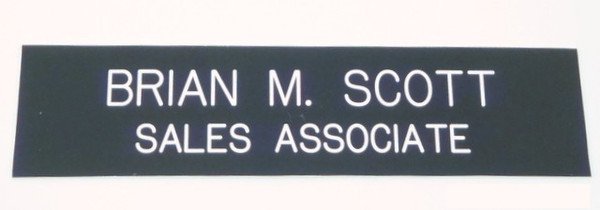 BRIAN M. SCOTT
SALES ASSOCIATE